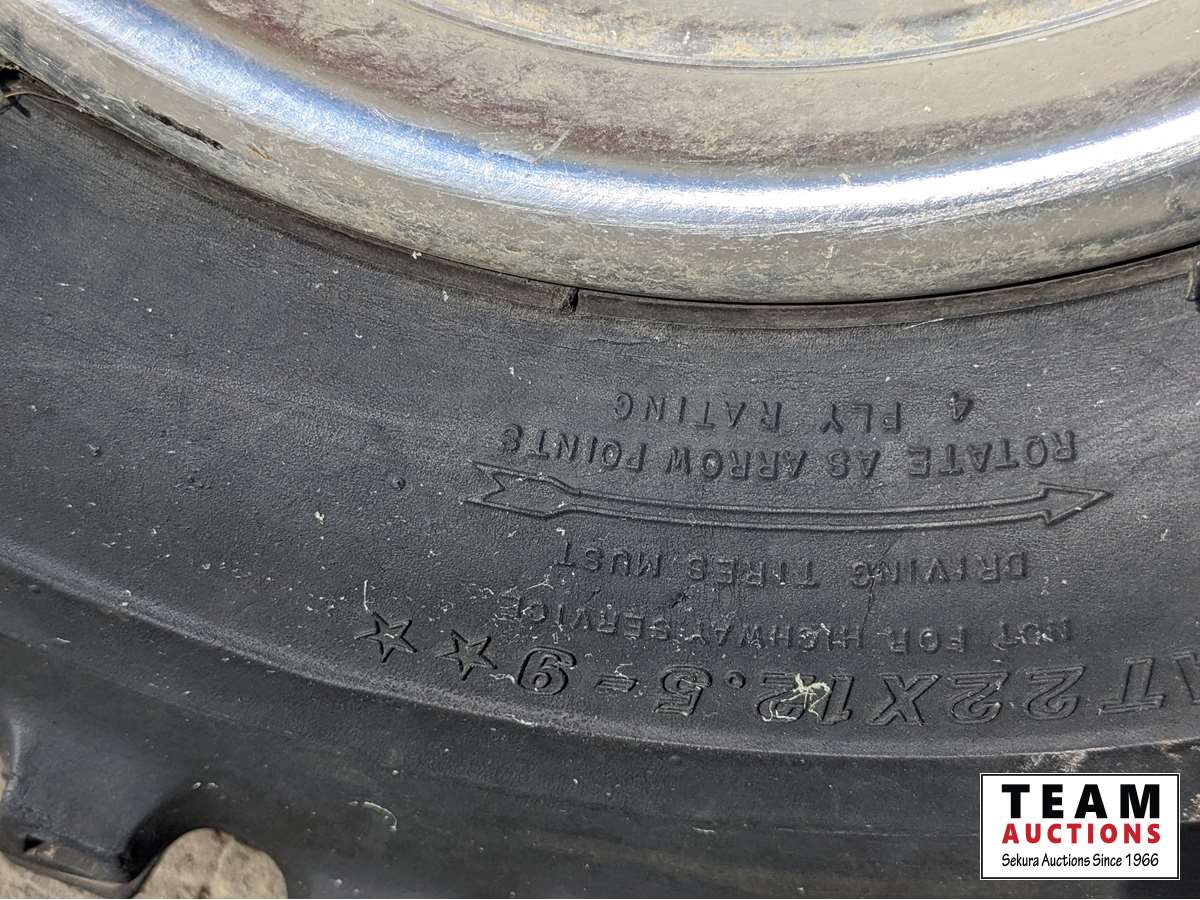 AT22X12.5-9 ★★
NOT FOR HIGHWAY SERVICE
DRIVING TIRES MUST
ROTATE AS ARROW POINTS
4 PLY RATING
TEAM
AUCTIONS
Sekura Auctions Since 1966